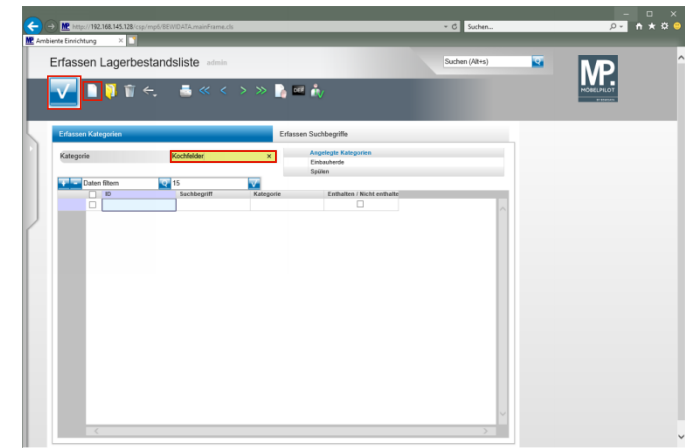 http://192.168.145.128/csp/mp6/BEWIDATA.mainFrame.cls
Suchen...
Ambiente Einrichtung
Erfassen Lagerbestandsliste admin
Suchen (Alt+s)
MP.
MÖBELPILOT
Erfassen Kategorien
Erfassen Suchbegriffe
Kategorie
Kochfelder
Angelegte Kategorien
Einbauherde
Spülen
Daten filtern
15
ID
Suchbegriff
Kategorie
Enthalten / Nicht enthalte